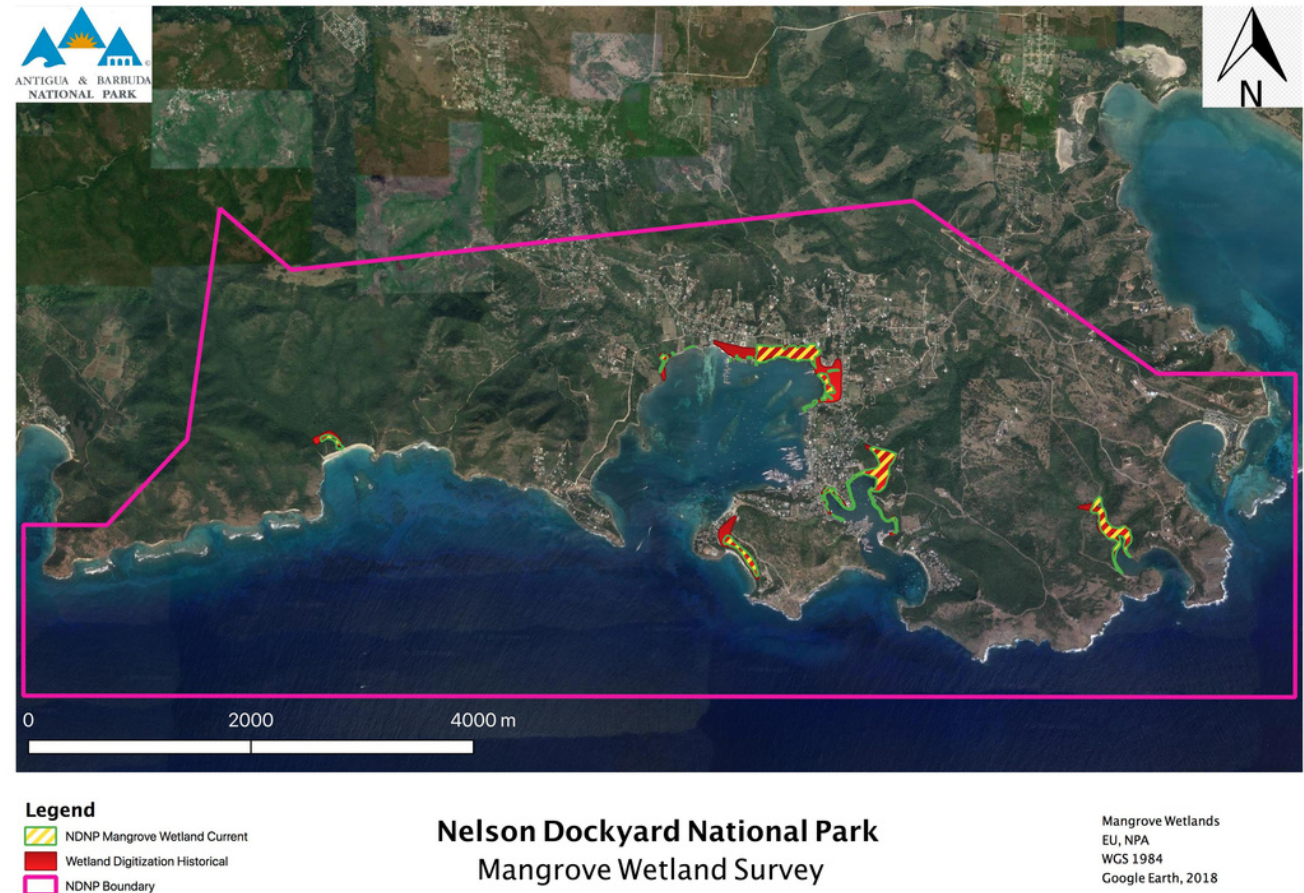 ANTIGUA & BARBUDA
NATIONAL PARK
N
0 2000 4000 m
Legend
NDNP Mangrove Wetland Current
Wetland Digitization Historical
NDNP Boundary
Nelson Dockyard National Park
Mangrove Wetland Survey
Mangrove Wetlands
EU, NPA
WGS 1984
Google Earth, 2018